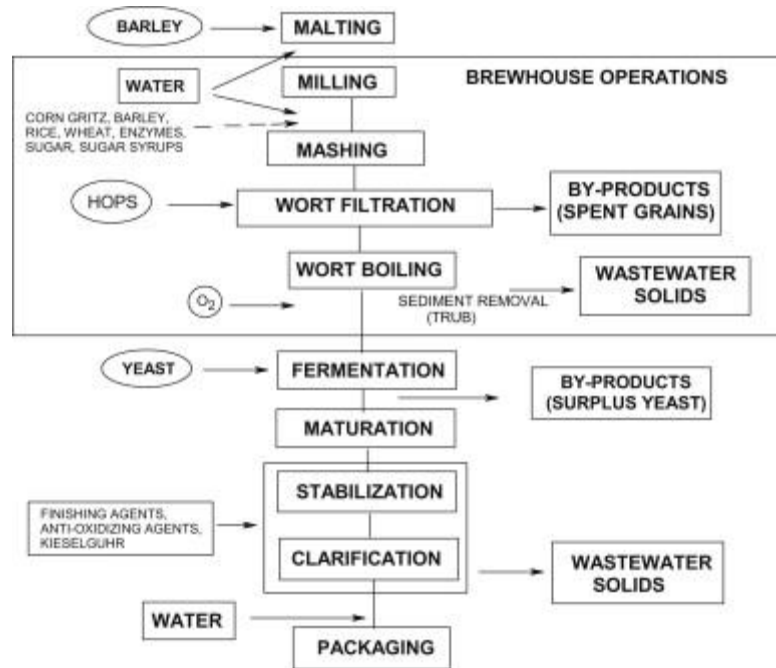 BARLEY
MALTING
BREWHOUSE OPERATIONS
WATER
MILLING
CORN GRITZ, BARLEY,
RICE, WHEAT, ENZYMES,
SUGAR, SUGAR SYRUPS
MASHING
HOPS
WORT FILTRATION
BY-PRODUCTS
(SPENT GRAINS)
WORT BOILING
O2
SEDIMENT REMOVAL
(TRUB)
WASTEWATER
SOLIDS
YEAST
FERMENTATION
BY-PRODUCTS
(SURPLUS YEAST)
MATURATION
STABILIZATION
FINISHING AGENTS,
ANTI-OXIDIZING AGENTS,
KIESELGUHR
CLARIFICATION
WASTEWATER
SOLIDS
WATER
PACKAGING